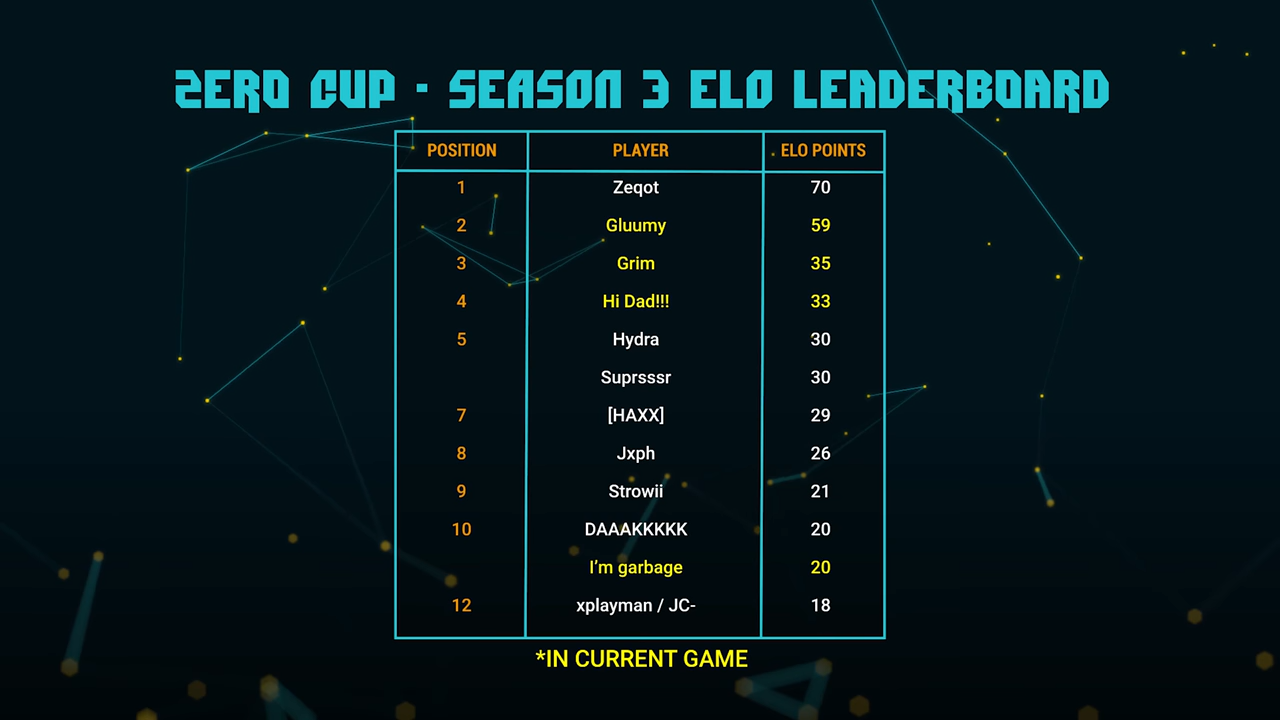 ZERO CUP - SEASON 3 ELO LEADERBOARD
POSITION PLAYER ELO POINTS
1 Zeqot 70
2 Gluumy 59
3 Grim 35
4 Hi Dad!!! 33
5 Hydra 30
Suprsssr 30
7 [HAXX] 29
8 Jxph 26
9 Strowii 21
10 DAAAKKKKK 20
I'm garbage 20
12 xplayman / JC- 18
*IN CURRENT GAME